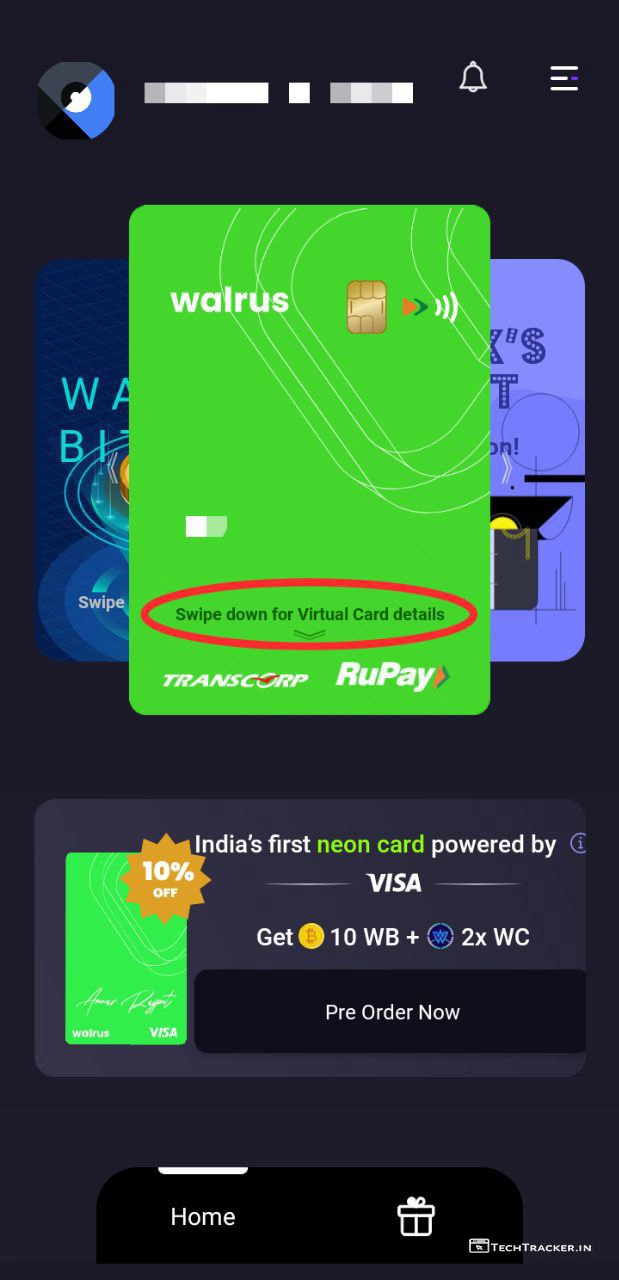 walrus
WA
BIT
X'S
T
on!
Swipe
Swipe down for Virtual Card details
TRANSCORP
RuPay
10%
OFF
India's first neon card powered by
VISA
Get 10 WB + 2x WC
walrus
VISA
Pre Order Now
Home
TECHTRACKER.IN